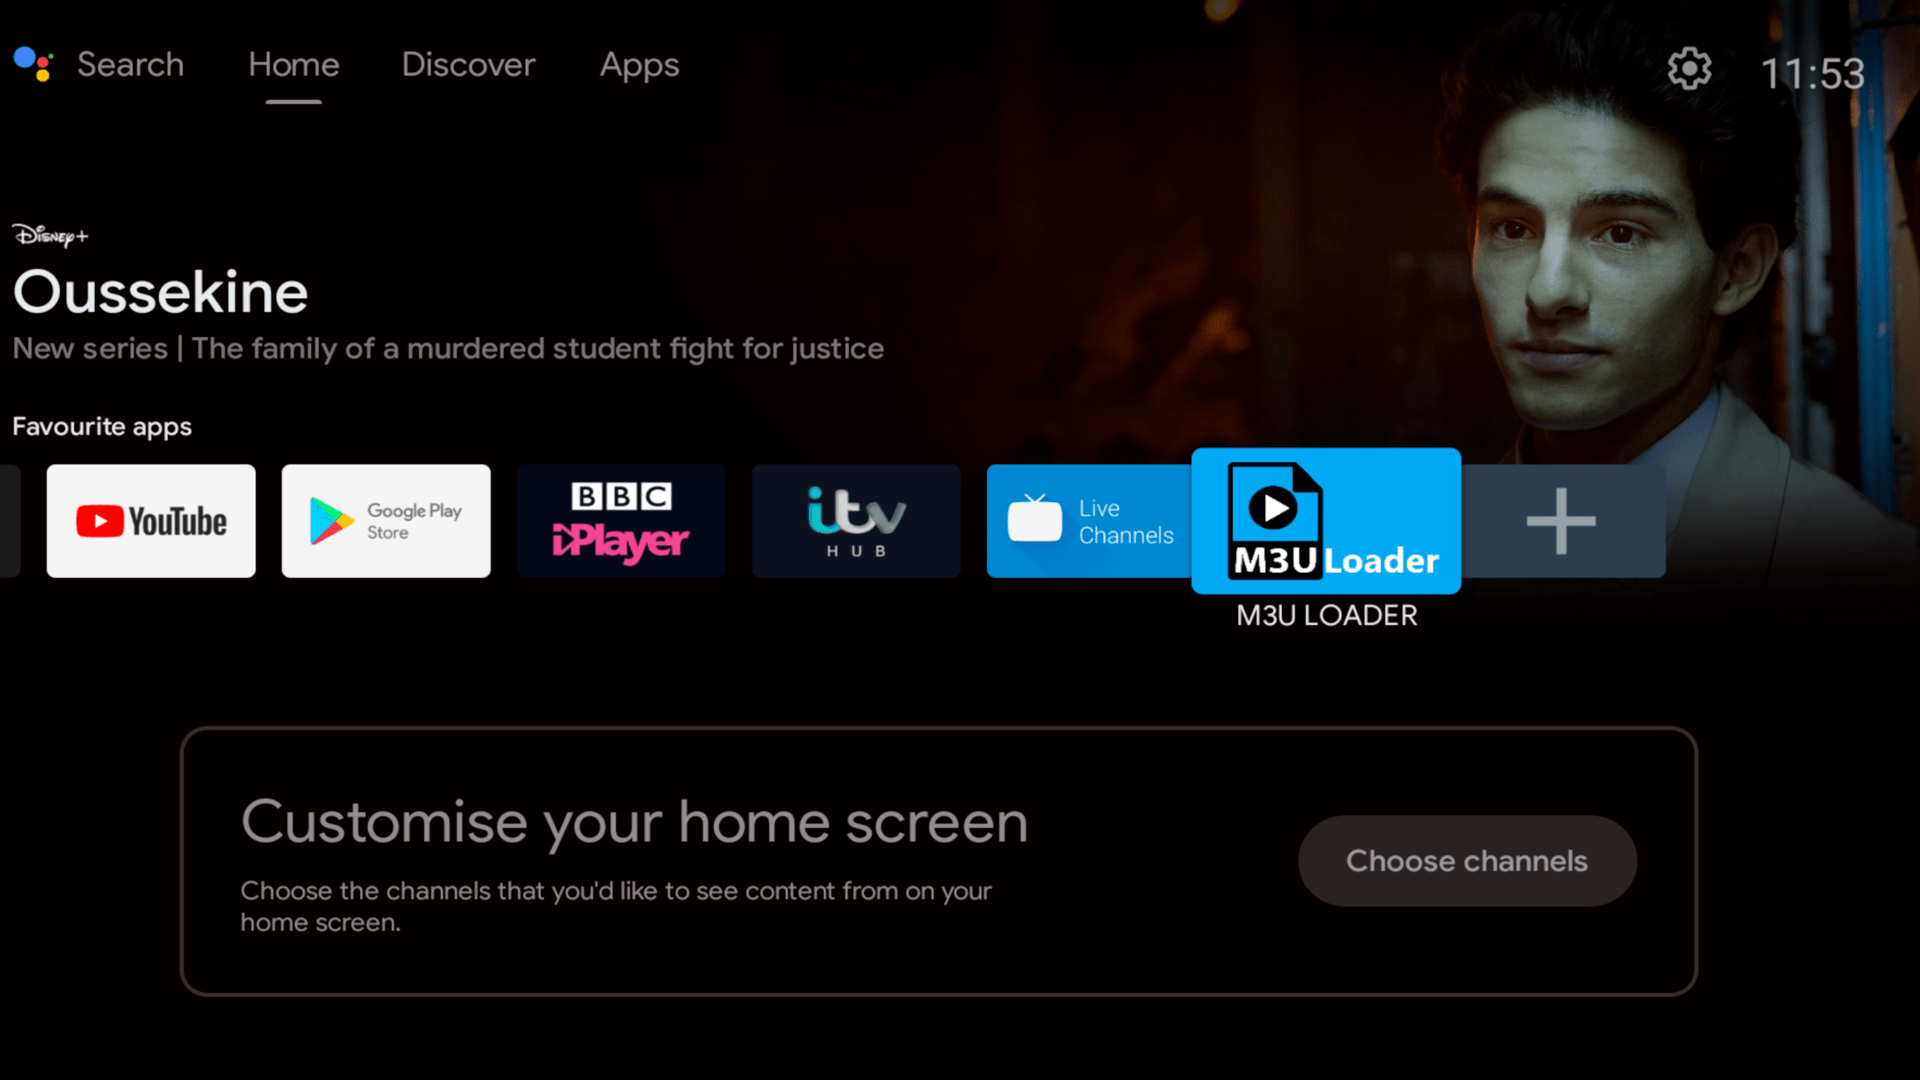 Search
Home
Discover
Apps
11:53
Disney+
Oussekine
New series | The family of a murdered student fight for justice
Favourite apps
YouTube
Google Play
Store
BBC
iPlayer
itv
HUB
Live
Channels
M3U Loader
M3U LOADER
Customise your home screen
Choose the channels that you'd like to see content from on your
home screen.
Choose channels